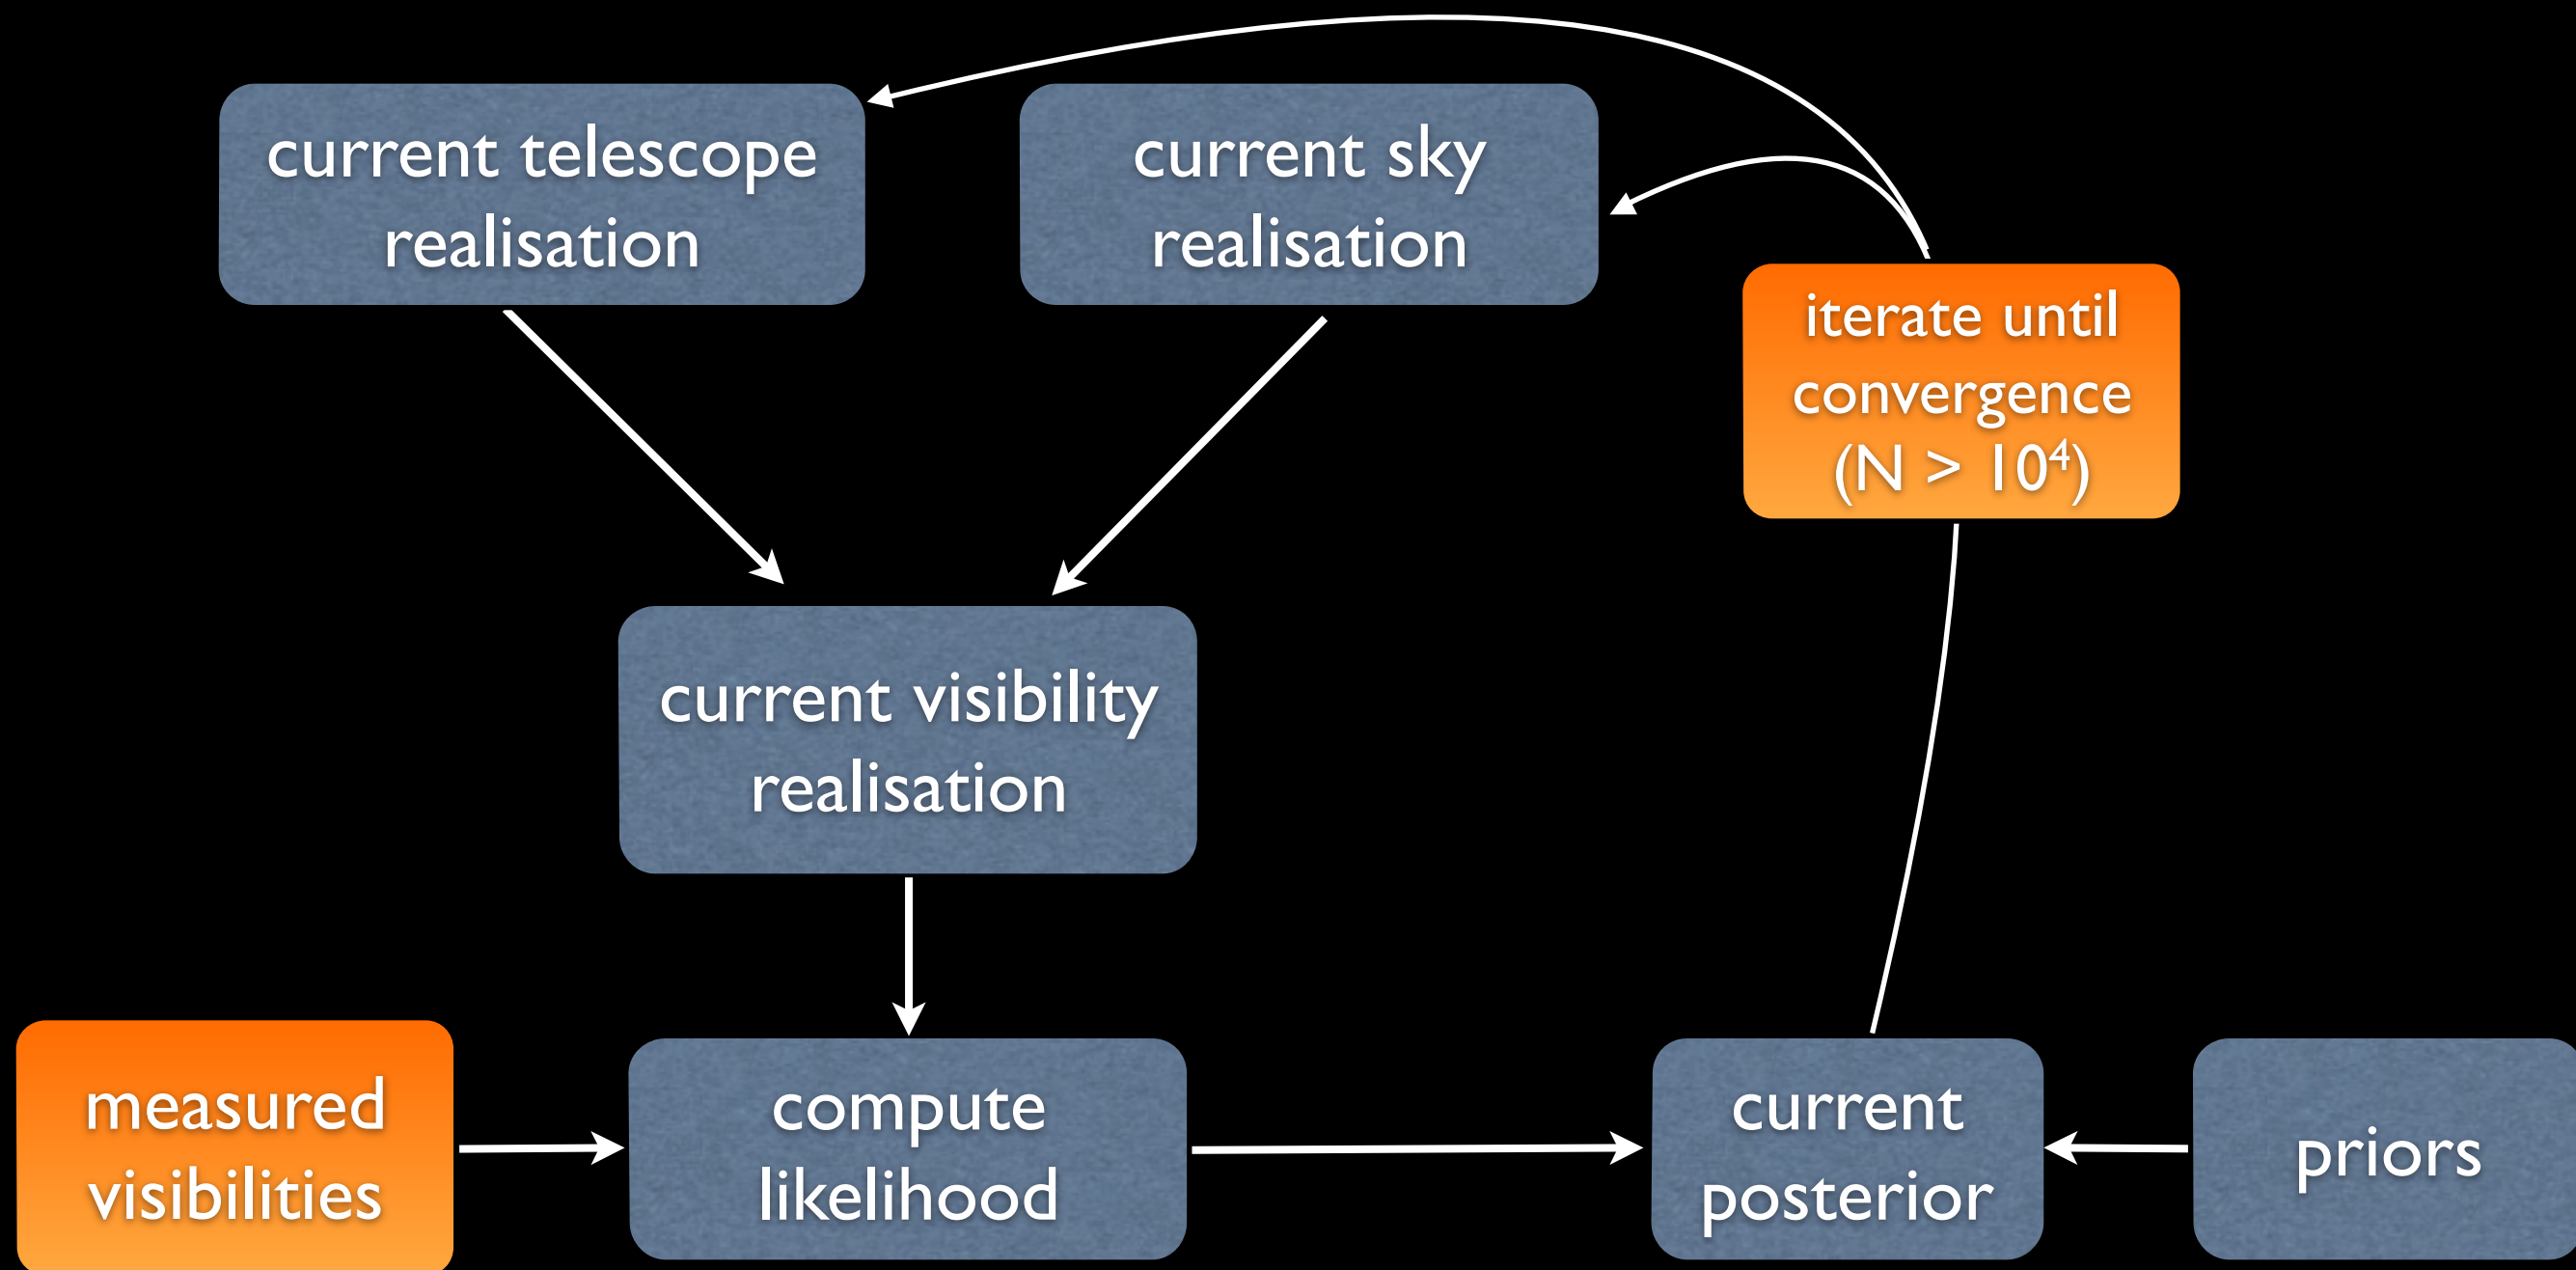 current telescope
realisation
current sky
realisation
iterate until
convergence
(N > 10⁴)
current visibility
realisation
measured
visibilities
compute
likelihood
current
posterior
priors